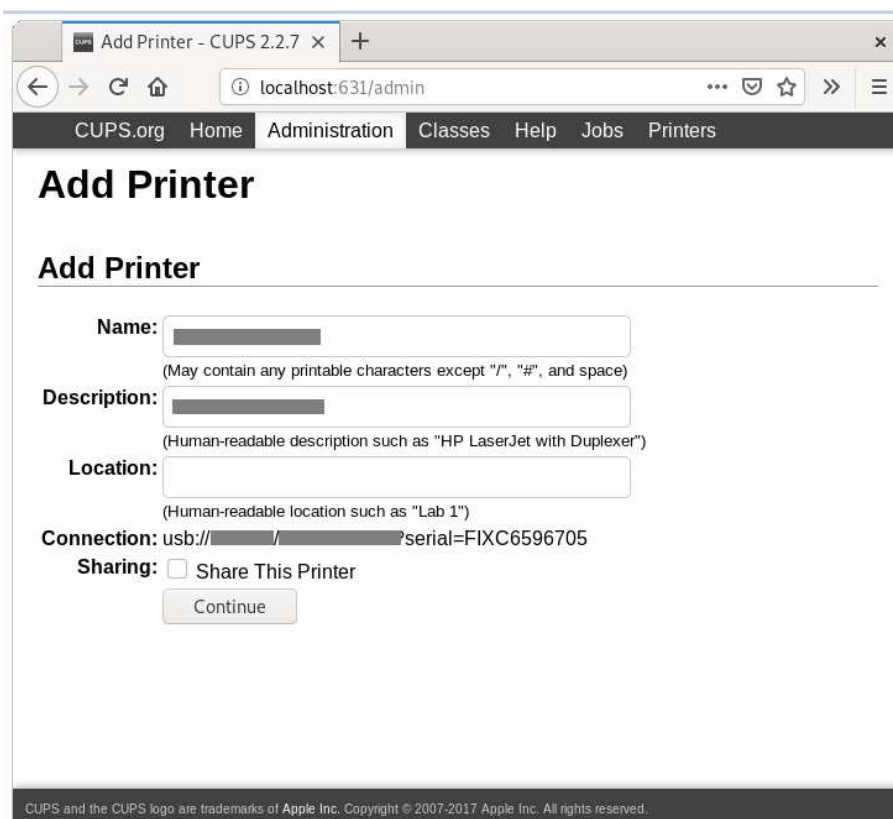 CUPS Add Printer - CUPS 2.2.7
localhost:631/admin
CUPS.org Home Administration Classes Help Jobs Printers
Add Printer
Add Printer
Name:
(May contain any printable characters except "/", "#", and space)
Description:
(Human-readable description such as "HP LaserJet with Duplexer")
Location:
(Human-readable location such as "Lab 1")
Connection: usb:// / ?serial=FIXC6596705
Sharing: Share This Printer
Continue
CUPS and the CUPS logo are trademarks of Apple Inc. Copyright © 2007-2017 Apple Inc. All rights reserved.